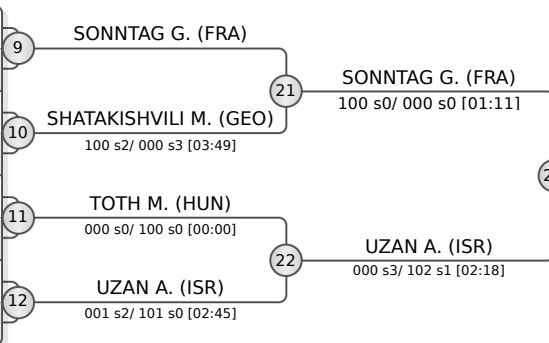 SONNTAG G. (FRA)
9
21
SONNTAG G. (FRA)
100 s0/ 000 s0 [01:11]
SHATAKISHVILI M. (GEO)
10
100 s2/ 000 s3 [03:49]
TOTH M. (HUN)
11
000 s0/ 100 s0 [00:00]
22
UZAN A. (ISR)
000 s3/ 102 s1 [02:18]
UZAN A. (ISR)
12
001 s2/ 101 s0 [02:45]